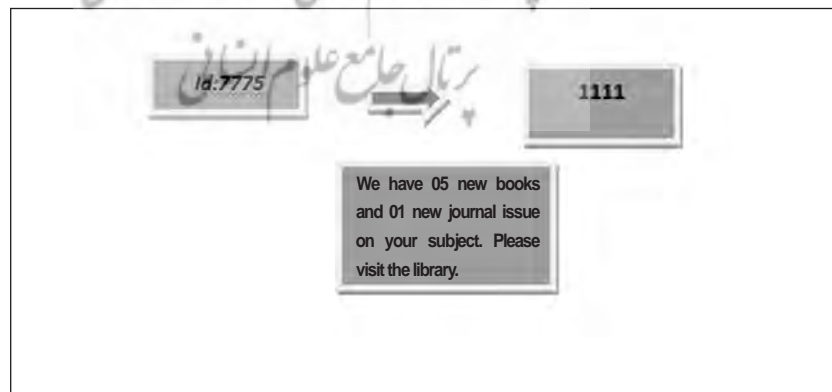 پرتال جامع علوم انسانی
Id:7775
1111
We have 05 new books
and 01 new journal issue
on your subject. Please
visit the library.